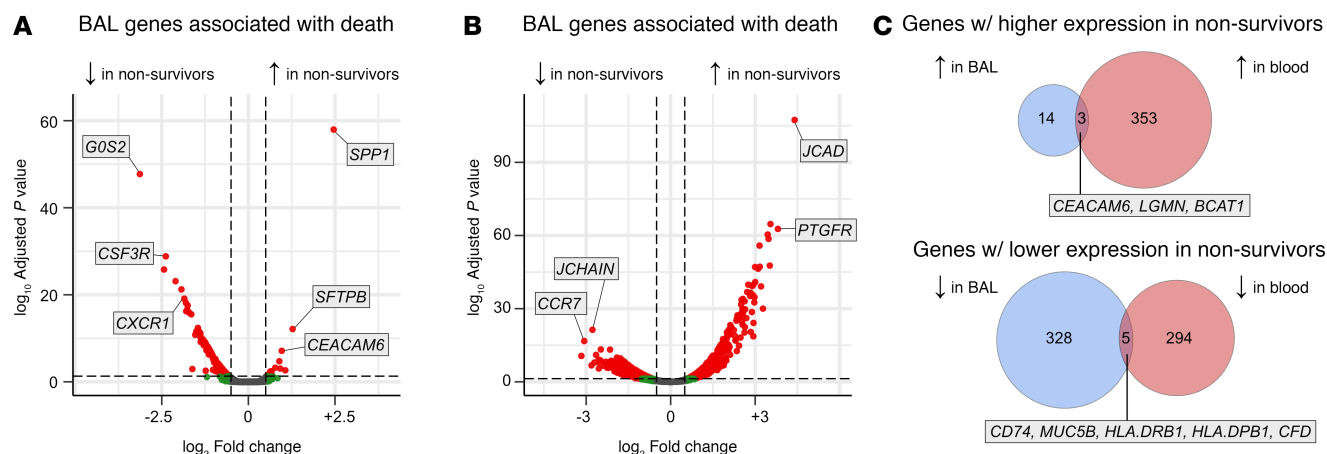 A BAL genes associated with death
↓ in non-survivors ↑ in non-survivors
log10 Adjusted P value
60
40
20
0
-2.5 0 +2.5
log2 Fold change
G0S2
SPP1
CSF3R
CXCR1
SFTPB
CEACAM6
B BAL genes associated with death
↓ in non-survivors ↑ in non-survivors
log10 Adjusted P value
90
60
30
0
-3 0 +3
log2 Fold change
JCAD
PTGFR
JCHAIN
CCR7
C Genes w/ higher expression in non-survivors
↑ in BAL ↑ in blood
14 3 353
CEACAM6, LGMN, BCAT1
Genes w/ lower expression in non-survivors
↓ in BAL ↓ in blood
328 5 294
CD74, MUC5B, HLA.DRB1, HLA.DPB1, CFD